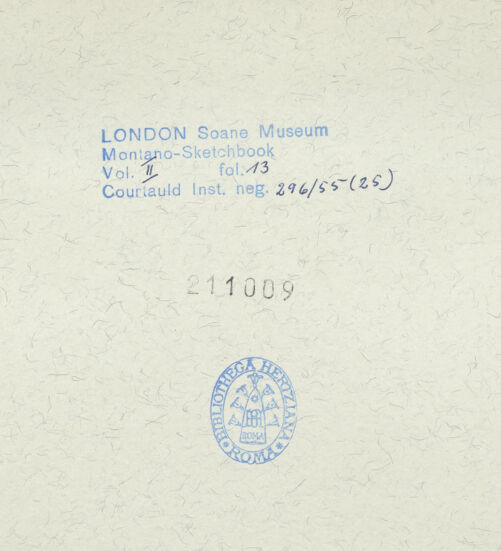 LONDON Soane Museum
Montano-Sketchbook
Vol. II fol. 13
Courtauld Inst. neg. 296/55 (25)
211009
BIBLIOTHECA HERTZIANA
ROMA
ROMA